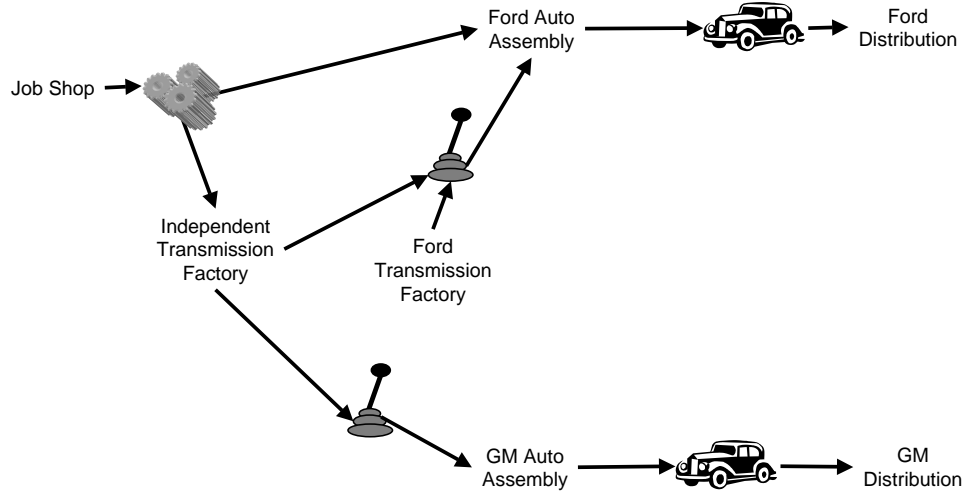 Ford Auto
Assembly
Ford
Distribution
Job Shop
Independent
Transmission
Factory
Ford
Transmission
Factory
GM Auto
Assembly
GM
Distribution